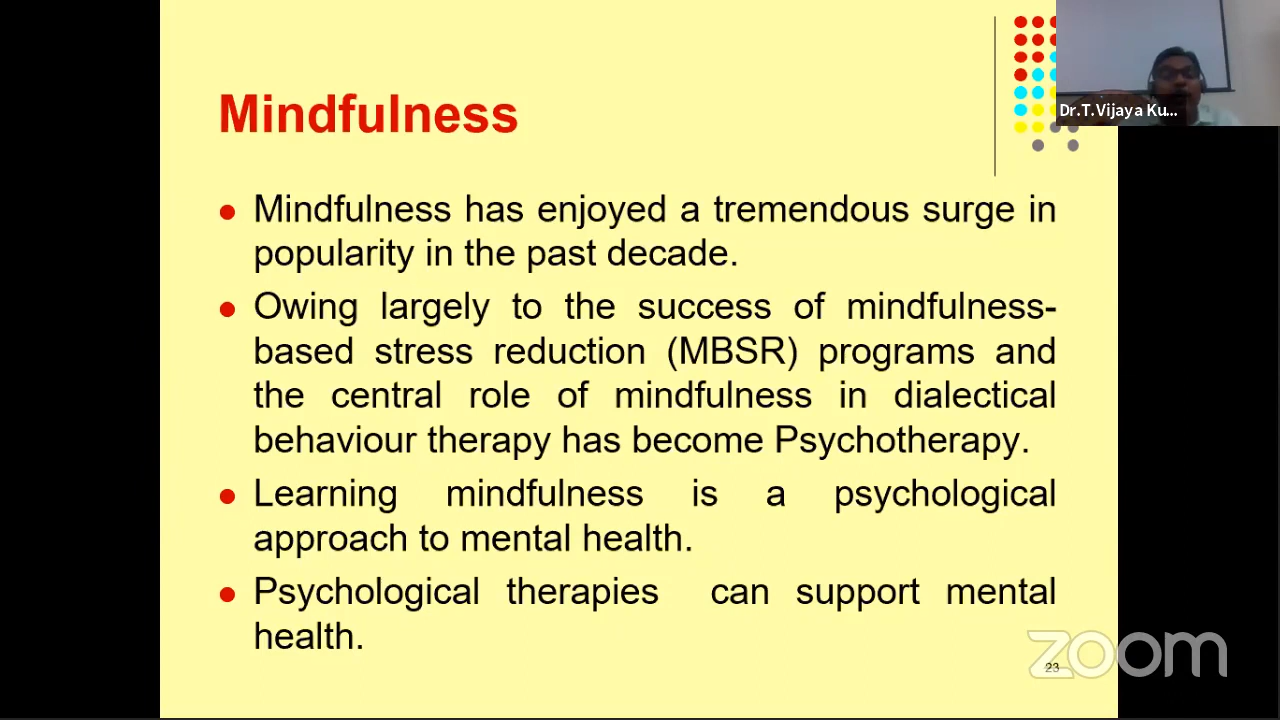 Mindfulness
Dr.T.Vijaya Ku...
● Mindfulness has enjoyed a tremendous surge in
popularity in the past decade.
● Owing largely to the success of mindfulness-
based stress reduction (MBSR) programs and
the central role of mindfulness in dialectical
behaviour therapy has become Psychotherapy.
● Learning mindfulness is a psychological
approach to mental health.
● Psychological therapies can support mental
health.
zoom
23